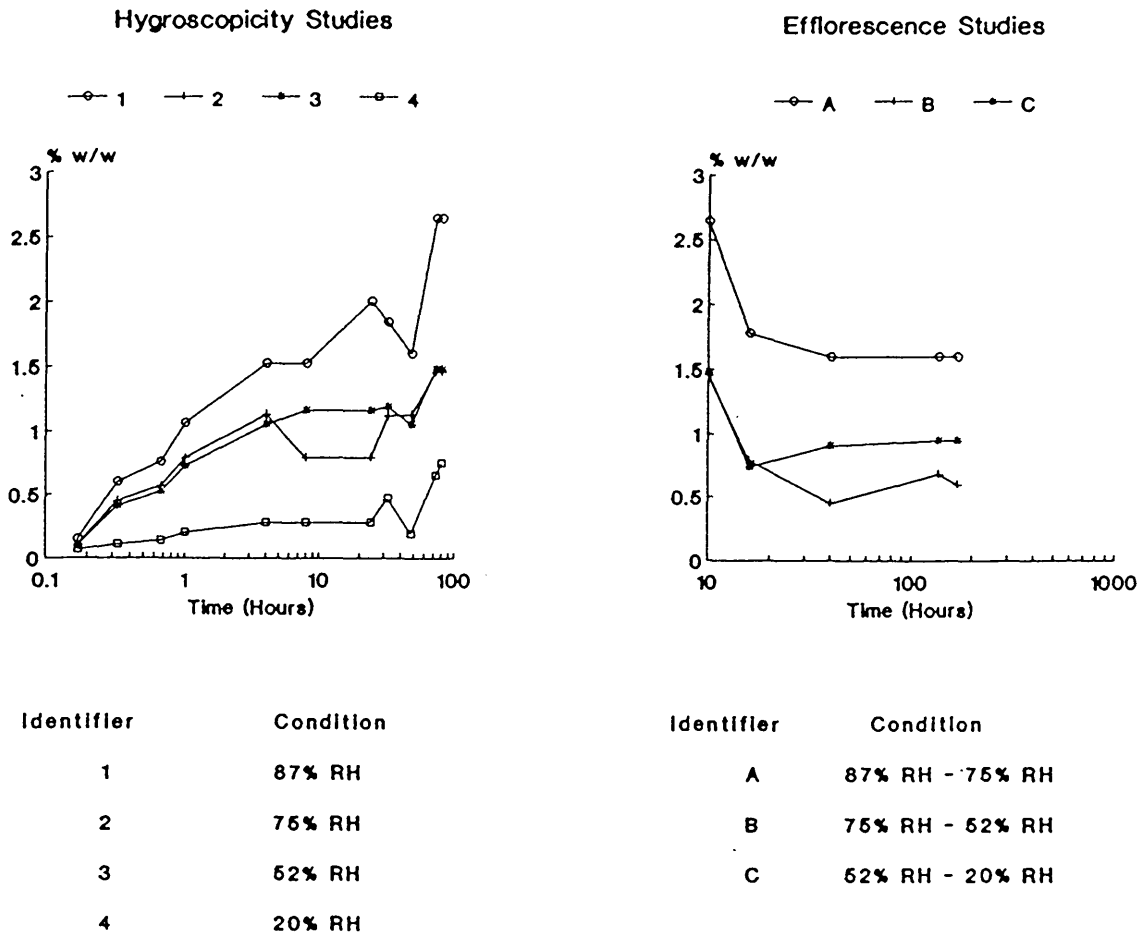 Hygroscopicity Studies
1 2 3 4
% w/w
3
2.5
2
1.5
1
0.5
0
0.1 1 10 100
Time (Hours)
Identifier Condition
1 87% RH
2 75% RH
3 52% RH
4 20% RH
Efflorescence Studies
A B C
% w/w
3
2.5
2
1.5
1
0.5
0
10 100 1000
Time (Hours)
Identifier Condition
A 87% RH - 75% RH
B 75% RH - 52% RH
C 52% RH - 20% RH